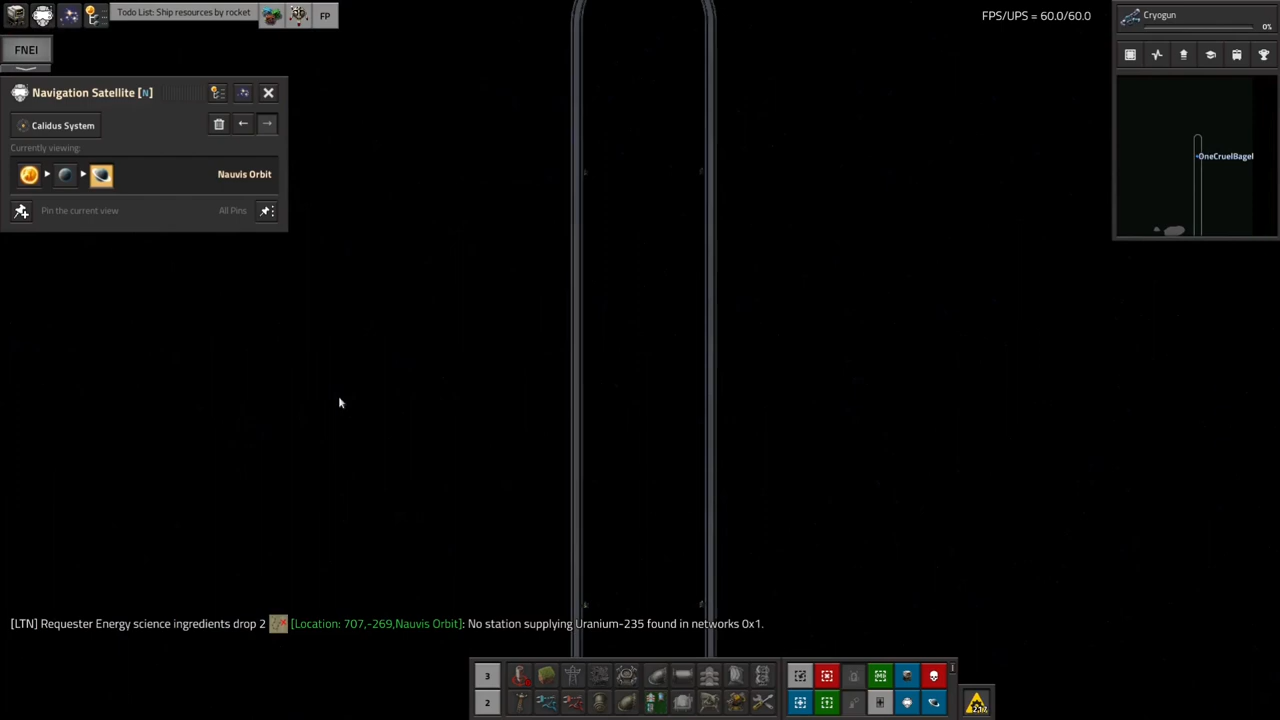 Todo List: Ship resources by rocket
FP
FPS/UPS = 60.0/60.0
Cryogun
0%
FNEI
Navigation Satellite [N]
Calidus System
Currently viewing:
Nauvis Orbit
Pin the current view
All Pins
OneCruelBagel
[LTN] Requester Energy science ingredients drop 2 [Location: 707,-269,Nauvis Orbit]: No station supplying Uranium-235 found in networks 0x1.
3
2